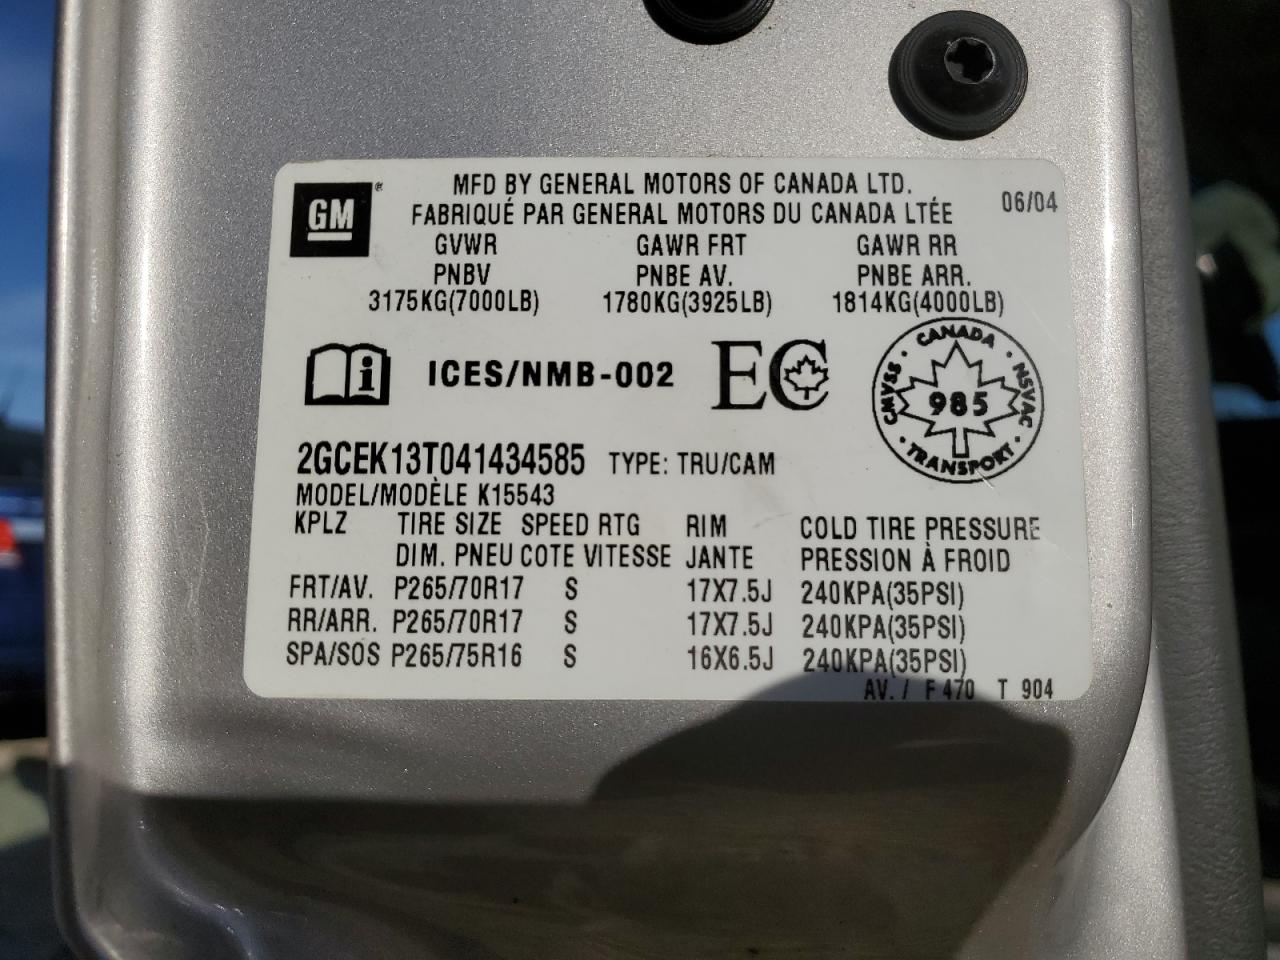 GM®
MFD BY GENERAL MOTORS OF CANADA LTD.
FABRIQUÉ PAR GENERAL MOTORS DU CANADA LTÉE
06/04
GVWR GAWR FRT GAWR RR
PNBV PNBE AV. PNBE ARR.
3175KG(7000LB) 1780KG(3925LB) 1814KG(4000LB)
i ICES/NMB-002 EC
CANADA · NSVAC · TRANSPORT · CMVSS ·
985
2GCEK13T041434585 TYPE: TRU/CAM
MODEL/MODÈLE K15543
KPLZ TIRE SIZE SPEED RTG RIM COLD TIRE PRESSURE
DIM. PNEU COTE VITESSE JANTE PRESSION À FROID
FRT/AV. P265/70R17 S 17X7.5J 240KPA(35PSI)
RR/ARR. P265/70R17 S 17X7.5J 240KPA(35PSI)
SPA/SOS P265/75R16 S 16X6.5J 240KPA(35PSI)
AV. / F 470 T 904